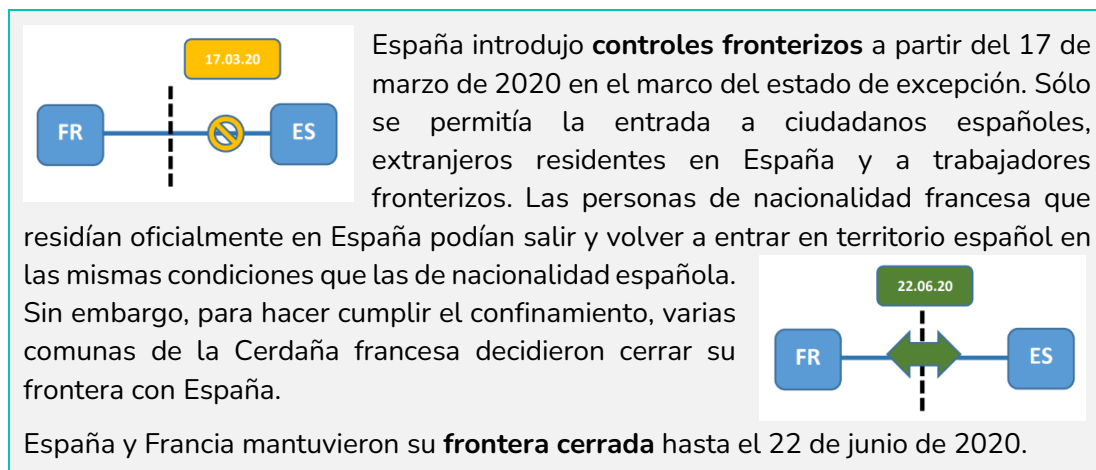 17.03.20
FR
ES
España introdujo controles fronterizos a partir del 17 de
marzo de 2020 en el marco del estado de excepción. Sólo
se permitía la entrada a ciudadanos españoles,
extranjeros residentes en España y a trabajadores
fronterizos. Las personas de nacionalidad francesa que
residían oficialmente en España podían salir y volver a entrar en territorio español en
las mismas condiciones que las de nacionalidad española.
Sin embargo, para hacer cumplir el confinamiento, varias
comunas de la Cerdaña francesa decidieron cerrar su
frontera con España.
22.06.20
FR
ES
España y Francia mantuvieron su frontera cerrada hasta el 22 de junio de 2020.